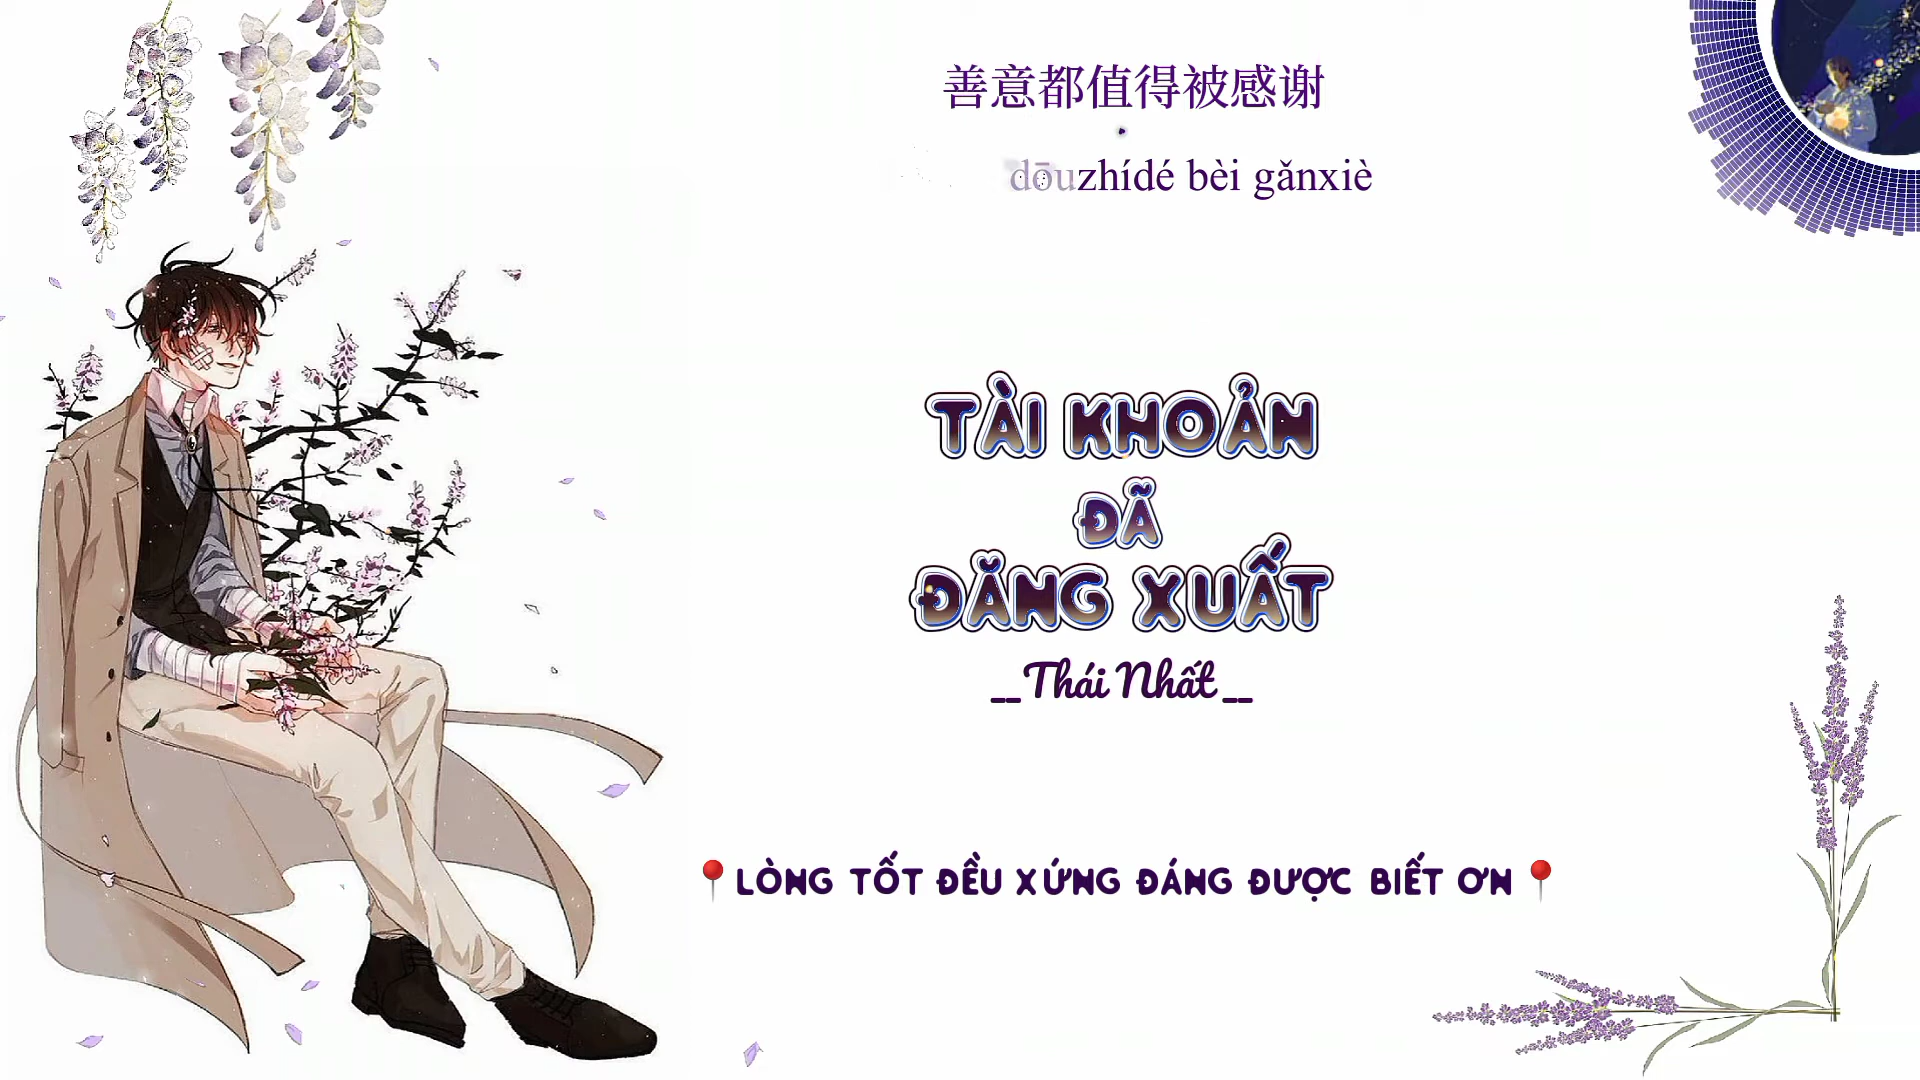 善意都值得被感谢
dōuzhídé bèi gǎnxiè
TÀI KHOẢN
ĐÃ
ĐĂNG XUẤT
__Thái Nhất__
📍LÒNG TỐT ĐỀU XỨNG ĐÁNG ĐƯỢC BIẾT ƠN📍